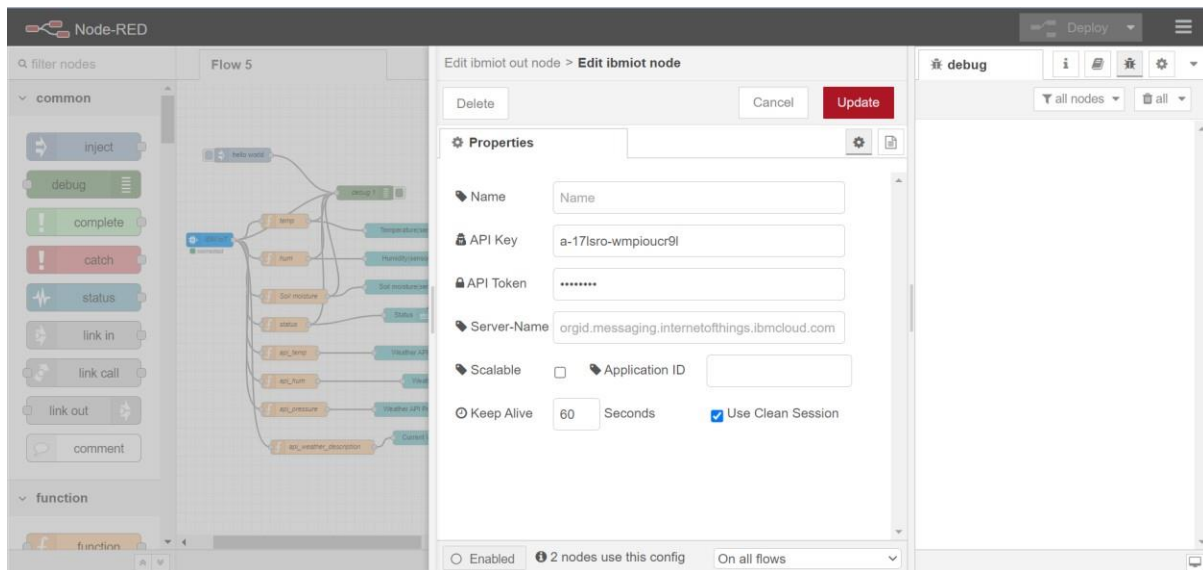 Node-RED
Deploy
filter nodes
common
inject
debug
complete
catch
status
link in
link call
link out
comment
function
function
Flow 5
hello world
debug 1
temp
hum
Soil moisture
status
api_temp
api_hum
api_pressure
api_weather_description
connected
Status
Weather API
Edit ibmiot out node > Edit ibmiot node
Delete
Cancel
Update
Properties
Name
Name
API Key
a-17lsro-wmpioucr9l
API Token
••••••••
Server-Name
orgid.messaging.internetofthings.ibmcloud.com
Scalable
Application ID
Keep Alive
60
Seconds
Use Clean Session
Enabled
2 nodes use this config
On all flows
debug
i
all nodes
all